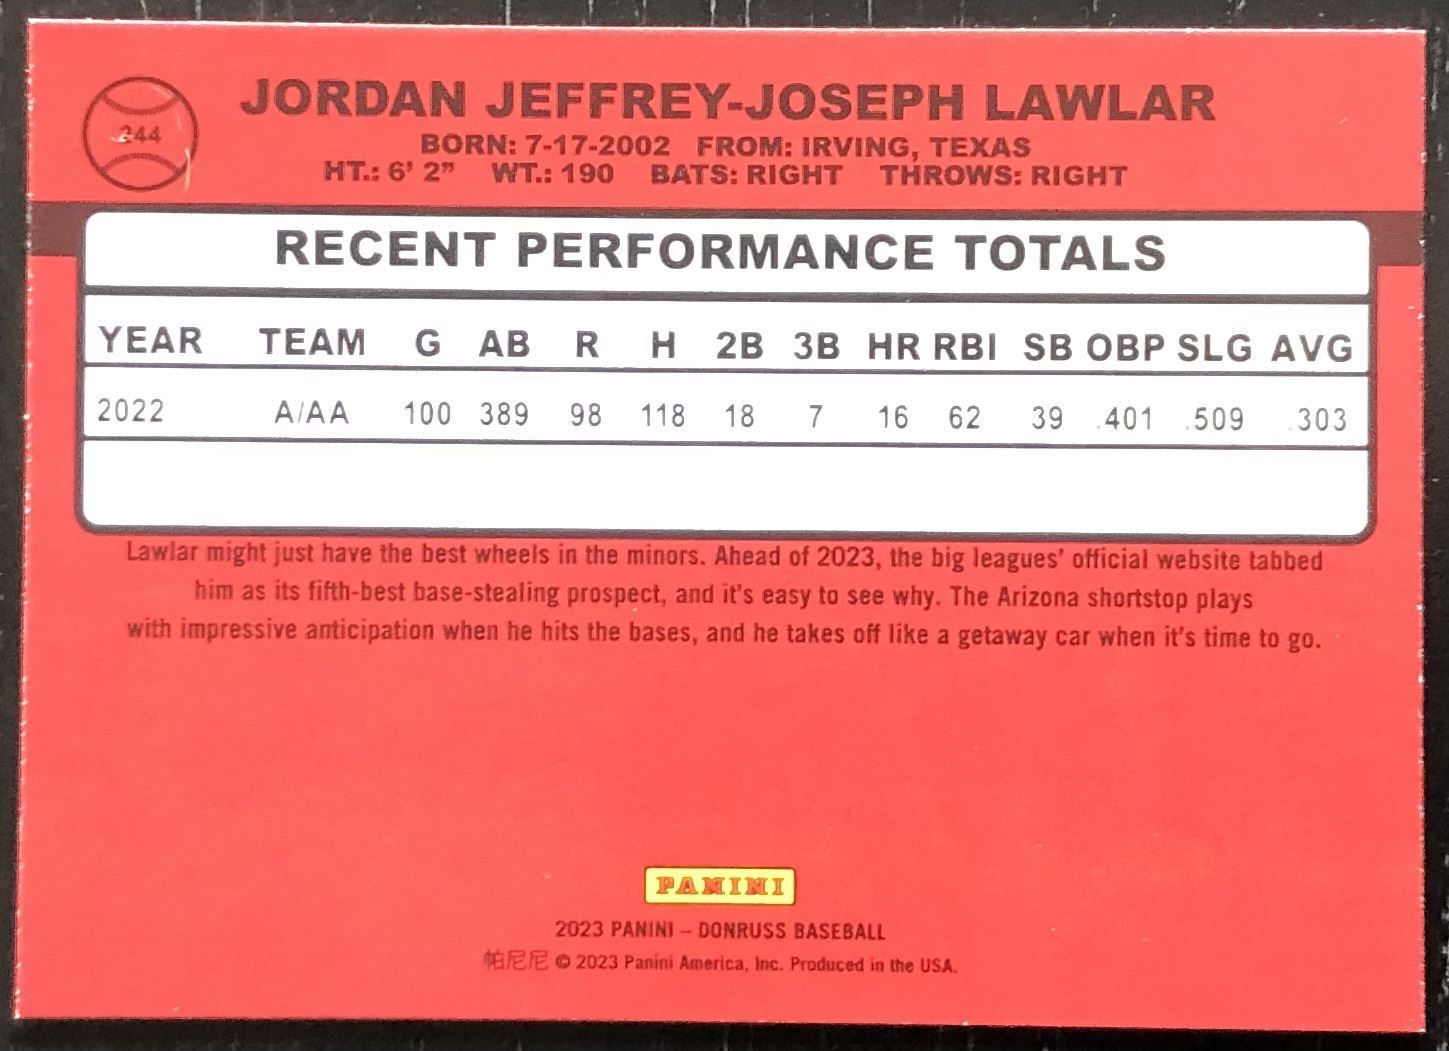 244
JORDAN JEFFREY-JOSEPH LAWLAR
BORN: 7-17-2002 FROM: IRVING, TEXAS
HT.: 6' 2" WT.: 190 BATS: RIGHT THROWS: RIGHT
RECENT PERFORMANCE TOTALS
YEAR TEAM G AB R H 2B 3B HR RBI SB OBP SLG AVG
2022 A/AA 100 389 98 118 18 7 16 62 39 .401 .509 .303
Lawlar might just have the best wheels in the minors. Ahead of 2023, the big leagues' official website tabbed
him as its fifth-best base-stealing prospect, and it's easy to see why. The Arizona shortstop plays
with impressive anticipation when he hits the bases, and he takes off like a getaway car when it's time to go.
PANINI
2023 PANINI – DONRUSS BASEBALL
帕尼尼 © 2023 Panini America, Inc. Produced in the USA.